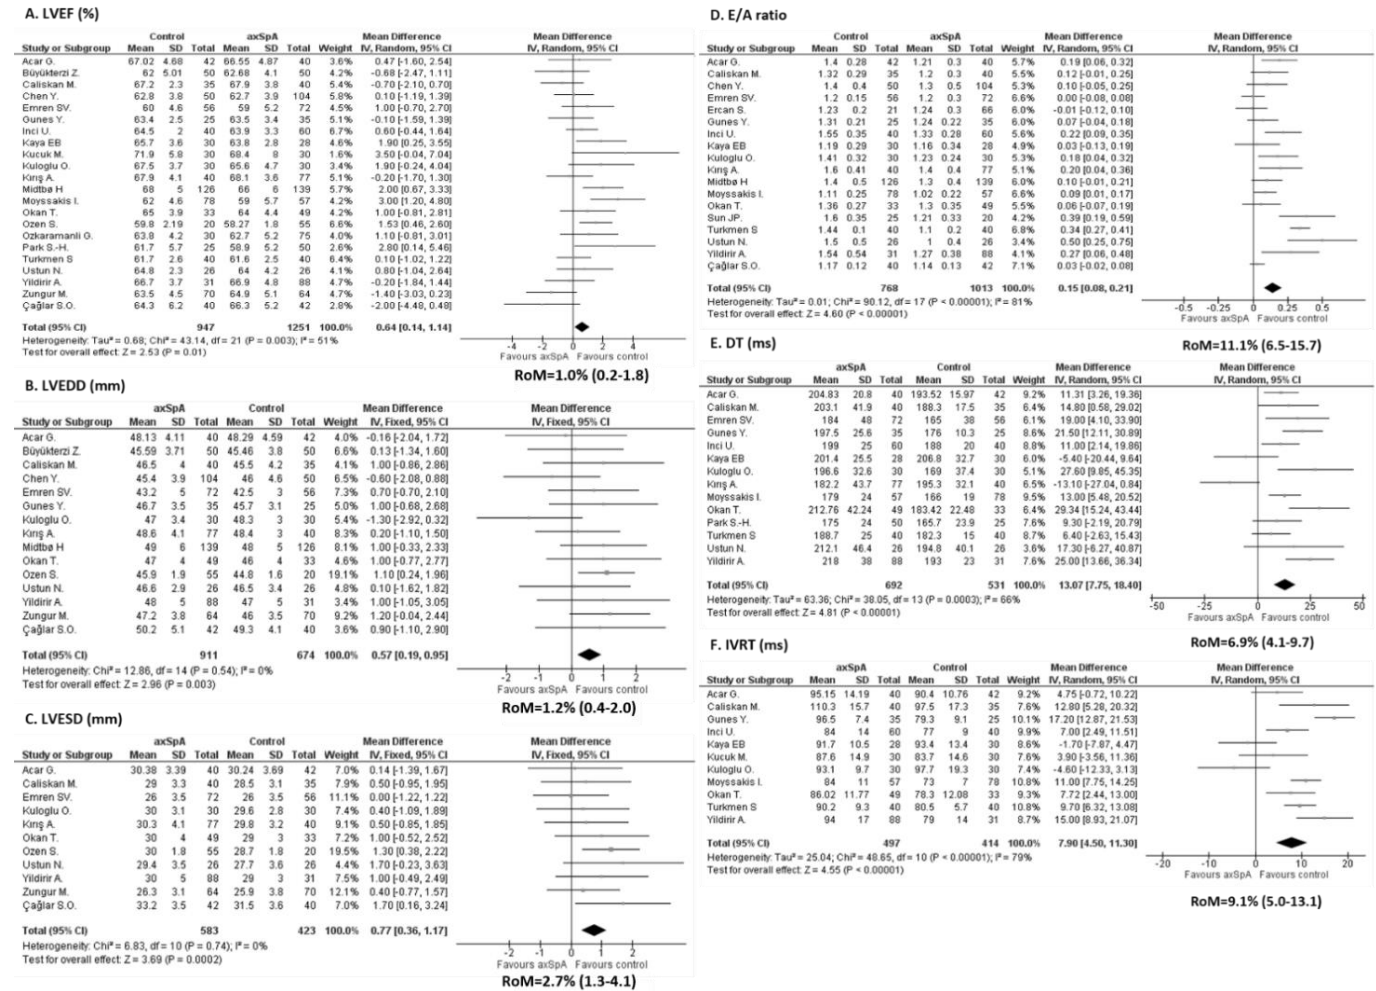 A. LVEF (%)
Control axSpA Mean Difference Mean Difference
Study or Subgroup Mean SD Total Mean SD Total Weight IV, Random, 95% CI IV, Random, 95% CI
Acar G. 67.02 4.68 42 66.55 4.87 40 3.6% 0.47 [-1.60, 2.54]
Büyükterzi Z. 62 5.01 50 62.68 4.1 50 4.2% -0.68 [-2.47, 1.11]
Caliskan M. 67.2 2.3 35 67.9 3.8 40 5.3% -0.70 [-2.10, 0.70]
Chen Y. 62.8 3.8 50 62.7 3.9 104 5.6% 0.10 [-1.19, 1.39]
Emren SV. 60 4.6 56 59 5.2 72 4.4% 1.00 [-0.70, 2.70]
Gunes Y. 63.4 2.5 25 63.5 3.4 35 4.9% -0.10 [-1.59, 1.39]
Inci U. 64.5 2 40 63.9 3.3 60 6.7% 0.60 [-0.44, 1.64]
Kaya EB 65.7 3.6 30 63.8 2.8 28 4.5% 1.90 [0.25, 3.55]
Kucuk M. 71.9 5.8 30 68.4 8 30 1.6% 3.50 [-0.04, 7.04]
Kuloglu O. 67.5 3.7 30 65.6 4.7 30 3.4% 1.90 [-0.24, 4.04]
Kırış A. 67.9 4.1 40 68.1 3.6 77 4.9% -0.20 [-1.70, 1.30]
Midtbø H 68 5 126 66 6 139 5.7% 2.00 [0.67, 3.33]
Moyssakis I. 62 4.6 78 59 5.7 57 4.2% 3.00 [1.20, 4.80]
Okan T. 65 3.9 33 64 4.4 49 4.1% 1.00 [-0.81, 2.81]
Ozen S. 59.8 2.19 20 58.27 1.8 55 6.5% 1.53 [0.46, 2.60]
Ozkaramanli G. 63.8 4.2 30 62.7 5.2 75 4.0% 1.10 [-0.81, 3.01]
Park S.-H. 61.7 5.7 25 58.9 5.2 50 2.5% 2.80 [0.14, 5.46]
Turkmen S 61.7 2.6 40 61.6 2.5 40 6.4% 0.10 [-1.02, 1.22]
Ustun N. 64.8 2.3 26 64 4.2 26 4.1% 0.80 [-1.04, 2.64]
Yildirir A. 66.7 3.7 31 66.9 4.8 88 4.7% -0.20 [-1.84, 1.44]
Zungur M. 63.5 4.5 70 64.9 5.1 64 4.7% -1.40 [-3.03, 0.23]
Çağlar S.O. 64.3 6.2 40 66.3 5.2 42 2.8% -2.00 [-4.48, 0.48]
Total (95% CI) 947 1251 100.0% 0.64 [0.14, 1.14]
Heterogeneity: Tau² = 0.68; Chi² = 43.14, df = 21 (P = 0.003); I² = 51%
Test for overall effect: Z = 2.53 (P = 0.01)
-4 -2 0 2 4
Favours axSpA Favours control
RoM=1.0% (0.2-1.8)
B. LVEDD (mm)
axSpA Control Mean Difference Mean Difference
Study or Subgroup Mean SD Total Mean SD Total Weight IV, Fixed, 95% CI IV, Fixed, 95% CI
Acar G. 48.13 4.11 40 48.29 4.59 42 4.0% -0.16 [-2.04, 1.72]
Büyükterzi Z. 45.59 3.71 50 45.46 3.8 50 6.6% 0.13 [-1.34, 1.60]
Caliskan M. 46.5 4 40 45.5 4.2 35 4.1% 1.00 [-0.86, 2.86]
Chen Y. 45.4 3.9 104 46 4.6 50 6.5% -0.60 [-2.08, 0.88]
Emren SV. 43.2 5 72 42.5 3 56 7.3% 0.70 [-0.70, 2.10]
Gunes Y. 46.7 3.5 35 45.7 3.1 25 5.0% 1.00 [-0.68, 2.68]
Kuloglu O. 47 3.4 30 48.3 3 30 5.4% -1.30 [-2.92, 0.32]
Kırış A. 48.6 4.1 77 48.4 3 40 8.3% 0.20 [-1.10, 1.50]
Midtbø H 49 6 139 48 5 126 8.1% 1.00 [-0.33, 2.33]
Okan T. 47 4 49 46 4 33 4.6% 1.00 [-0.77, 2.77]
Ozen S. 45.9 1.9 55 44.8 1.6 20 19.1% 1.10 [0.24, 1.96]
Ustun N. 46.6 2.9 26 46.5 3.4 26 4.8% 0.10 [-1.62, 1.82]
Yildirir A. 48 5 88 47 5 31 3.4% 1.00 [-1.05, 3.05]
Zungur M. 47.2 3.8 64 46 3.5 70 9.2% 1.20 [-0.04, 2.44]
Çağlar S.O. 50.2 5.1 42 49.3 4.1 40 3.6% 0.90 [-1.10, 2.90]
Total (95% CI) 911 674 100.0% 0.57 [0.19, 0.95]
Heterogeneity: Chi² = 12.86, df = 14 (P = 0.54); I² = 0%
Test for overall effect: Z = 2.96 (P = 0.003)
-2 -1 0 1 2
Favours axSpA Favours control
RoM=1.2% (0.4-2.0)
C. LVESD (mm)
axSpA Control Mean Difference Mean Difference
Study or Subgroup Mean SD Total Mean SD Total Weight IV, Fixed, 95% CI IV, Fixed, 95% CI
Acar G. 30.38 3.39 40 30.24 3.69 42 7.0% 0.14 [-1.39, 1.67]
Caliskan M. 29 3.3 40 28.5 3.1 35 7.8% 0.50 [-0.95, 1.95]
Emren SV. 26 3.5 72 26 3.5 56 11.1% 0.00 [-1.22, 1.22]
Kuloglu O. 30 3.1 30 29.6 2.8 30 7.4% 0.40 [-1.09, 1.89]
Kırış A. 30.3 4.1 77 29.8 3.2 40 9.0% 0.50 [-0.85, 1.85]
Okan T. 30 4 49 29 3 33 7.1% 1.00 [-0.52, 2.52]
Ozen S. 30 1.8 55 28.7 1.8 20 19.5% 1.30 [0.38, 2.22]
Ustun N. 29.4 3.5 26 27.7 3.6 26 4.4% 1.70 [-0.23, 3.63]
Yildirir A. 30 5 88 29 3 31 7.4% 1.00 [-0.49, 2.49]
Zungur M. 26.3 3.1 64 25.9 3.8 70 12.1% 0.40 [-0.77, 1.57]
Çağlar S.O. 33.2 3.5 42 31.5 3.6 40 7.0% 1.70 [0.16, 3.24]
Total (95% CI) 583 423 100.0% 0.77 [0.36, 1.17]
Heterogeneity: Chi² = 6.83, df = 10 (P = 0.74); I² = 0%
Test for overall effect: Z = 3.69 (P = 0.0002)
-2 -1 0 1 2
Favours axSpA Favours control
RoM=2.7% (1.3-4.1)
D. E/A ratio
Control axSpA Mean Difference Mean Difference
Study or Subgroup Mean SD Total Mean SD Total Weight IV, Random, 95% CI IV, Random, 95% CI
Acar G. 1.4 0.28 42 1.21 0.3 40 5.7% 0.19 [0.06, 0.32]
Caliskan M. 1.32 0.29 35 1.2 0.3 40 5.6% 0.12 [-0.01, 0.25]
Chen Y. 1.4 0.4 50 1.3 0.5 104 5.2% 0.10 [-0.05, 0.25]
Emren SV. 1.2 0.15 56 1.2 0.3 72 6.6% 0.00 [-0.08, 0.08]
Ercan S. 1.23 0.2 21 1.24 0.3 66 6.0% -0.01 [-0.12, 0.10]
Gunes Y. 1.31 0.21 25 1.24 0.22 35 6.1% 0.07 [-0.04, 0.18]
Inci U. 1.55 0.35 40 1.33 0.28 60 5.6% 0.22 [0.09, 0.35]
Kaya EB 1.19 0.29 30 1.16 0.34 28 4.9% 0.03 [-0.13, 0.19]
Kuloglu O. 1.41 0.32 30 1.23 0.24 30 5.3% 0.18 [0.04, 0.32]
Kırış A. 1.6 0.41 40 1.4 0.4 77 4.9% 0.20 [0.04, 0.36]
Midtbø H 1.4 0.5 126 1.3 0.4 139 6.1% 0.10 [-0.01, 0.21]
Moyssakis I. 1.11 0.25 78 1.02 0.22 57 6.6% 0.09 [0.01, 0.17]
Okan T. 1.36 0.27 33 1.3 0.35 49 5.6% 0.06 [-0.07, 0.19]
Sun JP. 1.6 0.35 25 1.21 0.33 20 4.0% 0.39 [0.19, 0.59]
Turkmen S 1.44 0.1 40 1.1 0.2 40 6.7% 0.34 [0.27, 0.41]
Ustun N. 1.5 0.5 26 1 0.4 26 3.2% 0.50 [0.25, 0.75]
Yildirir A. 1.54 0.54 31 1.27 0.38 88 3.9% 0.27 [0.06, 0.48]
Çağlar S.O. 1.17 0.12 40 1.14 0.13 42 7.1% 0.03 [-0.02, 0.08]
Total (95% CI) 768 1013 100.0% 0.15 [0.08, 0.21]
Heterogeneity: Tau² = 0.01; Chi² = 90.12, df = 17 (P < 0.00001); I² = 81%
Test for overall effect: Z = 4.60 (P < 0.00001)
-0.5 -0.25 0 0.25 0.5
Favours axSpA Favours control
RoM=11.1% (6.5-15.7)
E. DT (ms)
axSpA Control Mean Difference Mean Difference
Study or Subgroup Mean SD Total Mean SD Total Weight IV, Random, 95% CI IV, Random, 95% CI
Acar G. 204.83 20.8 40 193.52 15.97 42 9.2% 11.31 [3.26, 19.36]
Caliskan M. 203.1 41.9 40 188.3 17.5 35 6.4% 14.80 [0.58, 29.02]
Emren SV. 184 48 72 165 38 56 6.1% 19.00 [4.10, 33.90]
Gunes Y. 197.5 25.6 35 176 10.3 25 8.6% 21.50 [12.11, 30.89]
Inci U. 199 25 60 188 20 40 8.8% 11.00 [2.14, 19.86]
Kaya EB 201.4 25.5 28 206.8 32.7 30 6.1% -5.40 [-20.44, 9.64]
Kuloglu O. 196.6 32.6 30 169 37.4 30 5.0% 27.60 [9.85, 45.35]
Kırış A. 182.2 43.7 77 195.3 32.1 40 6.5% -13.10 [-27.04, 0.84]
Moyssakis I. 179 24 57 166 19 78 9.5% 13.00 [5.48, 20.52]
Okan T. 212.76 42.24 49 183.42 22.48 33 6.4% 29.34 [15.24, 43.44]
Park S.-H. 175 24 50 165.7 23.9 25 7.5% 9.30 [-2.19, 20.79]
Turkmen S 188.7 25 40 182.3 15 40 8.7% 6.40 [-2.63, 15.43]
Ustun N. 212.1 46.4 26 194.8 40.1 26 3.6% 17.30 [-6.27, 40.87]
Yildirir A. 218 38 88 193 23 31 7.6% 25.00 [13.66, 36.34]
Total (95% CI) 692 531 100.0% 13.07 [7.75, 18.40]
Heterogeneity: Tau² = 63.36; Chi² = 38.05, df = 13 (P = 0.0003); I² = 66%
Test for overall effect: Z = 4.81 (P < 0.00001)
-50 -25 0 25 50
Favours axSpA Favours control
RoM=6.9% (4.1-9.7)
F. IVRT (ms)
axSpA Control Mean Difference Mean Difference
Study or Subgroup Mean SD Total Mean SD Total Weight IV, Random, 95% CI IV, Random, 95% CI
Acar G. 95.15 14.19 40 90.4 10.76 42 9.2% 4.75 [-0.72, 10.22]
Caliskan M. 110.3 15.7 40 97.5 17.3 35 7.6% 12.80 [5.28, 20.32]
Gunes Y. 96.5 7.4 35 79.3 9.1 25 10.1% 17.20 [12.87, 21.53]
Inci U. 84 14 60 77 9 40 9.9% 7.00 [2.49, 11.51]
Kaya EB 91.7 10.5 28 93.4 13.4 30 8.7% -1.70 [-7.87, 4.47]
Kucuk M. 87.6 14.9 30 83.7 14.6 30 7.6% 3.90 [-3.56, 11.36]
Kuloglu O. 93.1 9.7 30 97.7 19.3 30 7.4% -4.60 [-12.33, 3.13]
Moyssakis I. 84 11 57 73 7 78 10.8% 11.00 [7.75, 14.25]
Okan T. 86.02 11.77 49 78.3 12.08 33 9.4% 7.72 [2.44, 13.00]
Turkmen S 90.2 9.3 40 80.5 5.7 40 10.7% 9.70 [6.32, 13.08]
Yildirir A. 94 17 88 79 14 31 8.7% 15.00 [8.93, 21.07]
Total (95% CI) 497 414 100.0% 7.90 [4.50, 11.30]
Heterogeneity: Tau² = 25.04; Chi² = 48.65, df = 10 (P < 0.00001); I² = 79%
Test for overall effect: Z = 4.55 (P < 0.00001)
-20 -10 0 10 20
Favours axSpA Favours control
RoM=9.1% (5.0-13.1)